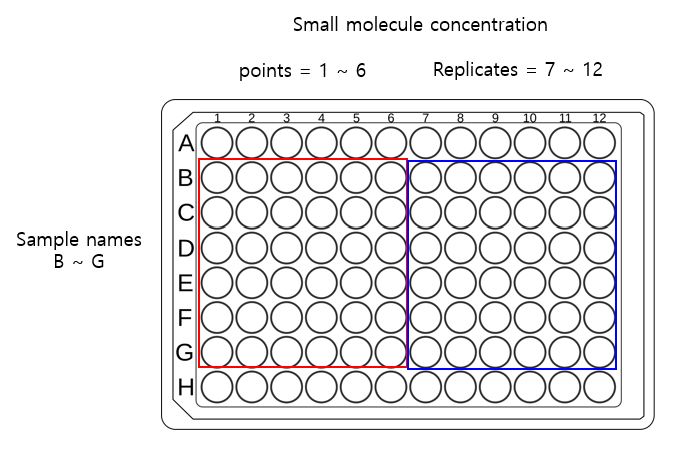 Small molecule concentration
points = 1 ~ 6
Replicates = 7 ~ 12
1 2 3 4 5 6 7 8 9 10 11 12
A
B
C
D
E
F
G
H
Sample names
B ~ G